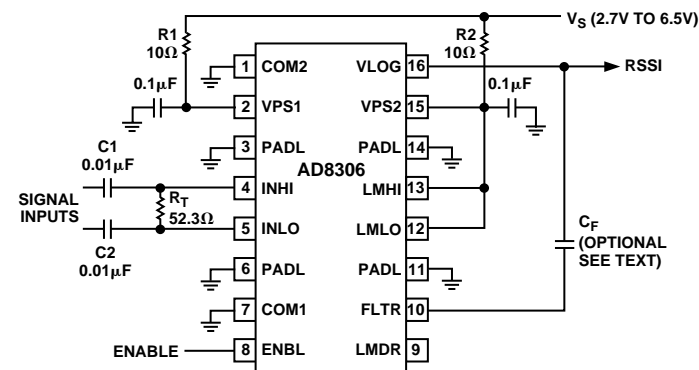 V_S (2.7V TO 6.5V)
R1
10Ω
R2
10Ω
0.1μF
0.1μF
1 COM2
VLOG 16
RSSI
2 VPS1
VPS2 15
3 PADL
PADL 14
AD8306
C1
0.01μF
SIGNAL
INPUTS
R_T
52.3Ω
4 INHI
LMHI 13
5 INLO
LMLO 12
C2
0.01μF
C_F
(OPTIONAL
SEE TEXT)
6 PADL
PADL 11
7 COM1
FLTR 10
ENABLE
8 ENBL
LMDR 9